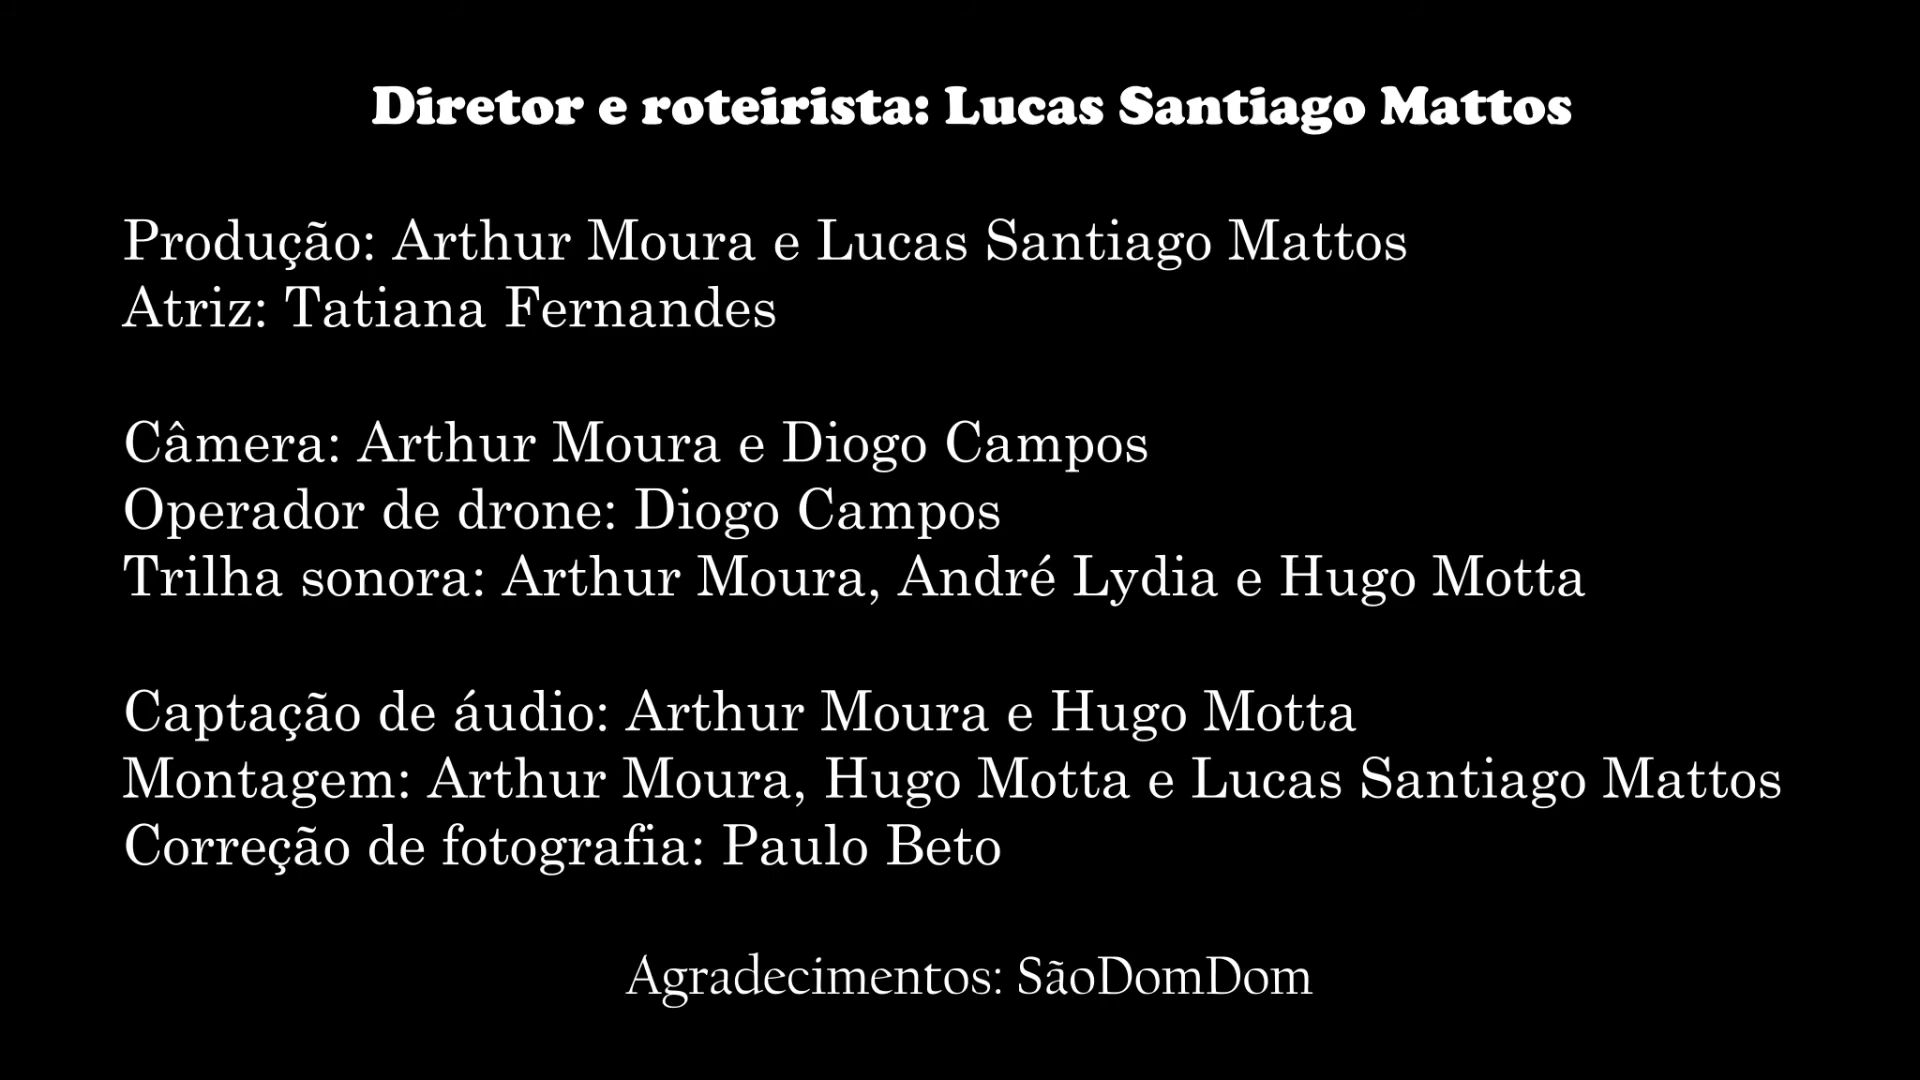 Diretor e roteirista: Lucas Santiago Mattos
Produção: Arthur Moura e Lucas Santiago Mattos
Atriz: Tatiana Fernandes
Câmera: Arthur Moura e Diogo Campos
Operador de drone: Diogo Campos
Trilha sonora: Arthur Moura, André Lydia e Hugo Motta
Captação de áudio: Arthur Moura e Hugo Motta
Montagem: Arthur Moura, Hugo Motta e Lucas Santiago Mattos
Correção de fotografia: Paulo Beto
Agradecimentos: SãoDomDom